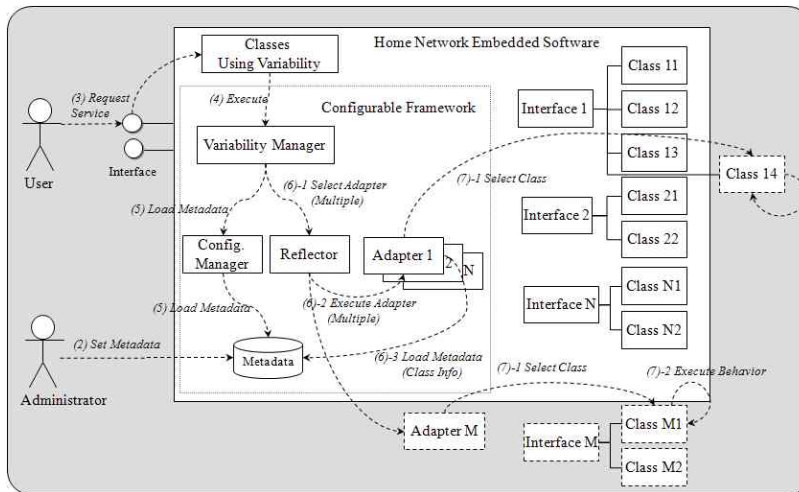 Classes
Using Variability
Home Network Embedded Software
Class 11
(3) Request
Service
(4) Execute
Configurable Framework
Interface 1
Class 12
Variability Manager
Class 13
Interface
User
(7)-1 Select Class
Class 14
(6)-1 Select Adapter
(Multiple)
(5) Load Metadata
Class 21
Interface 2
Class 22
Config.
Manager
Reflector
Adapter 1
2
N
Class N1
(6)-2 Execute Adapter
(Multiple)
Interface N
(5) Load Metadata
Class N2
(2) Set Metadata
Metadata
(6)-3 Load Metadata
(Class Info)
(7)-1 Select Class
(7)-2 Execute Behavior
Administrator
Adapter M
Class M1
Interface M
Class M2